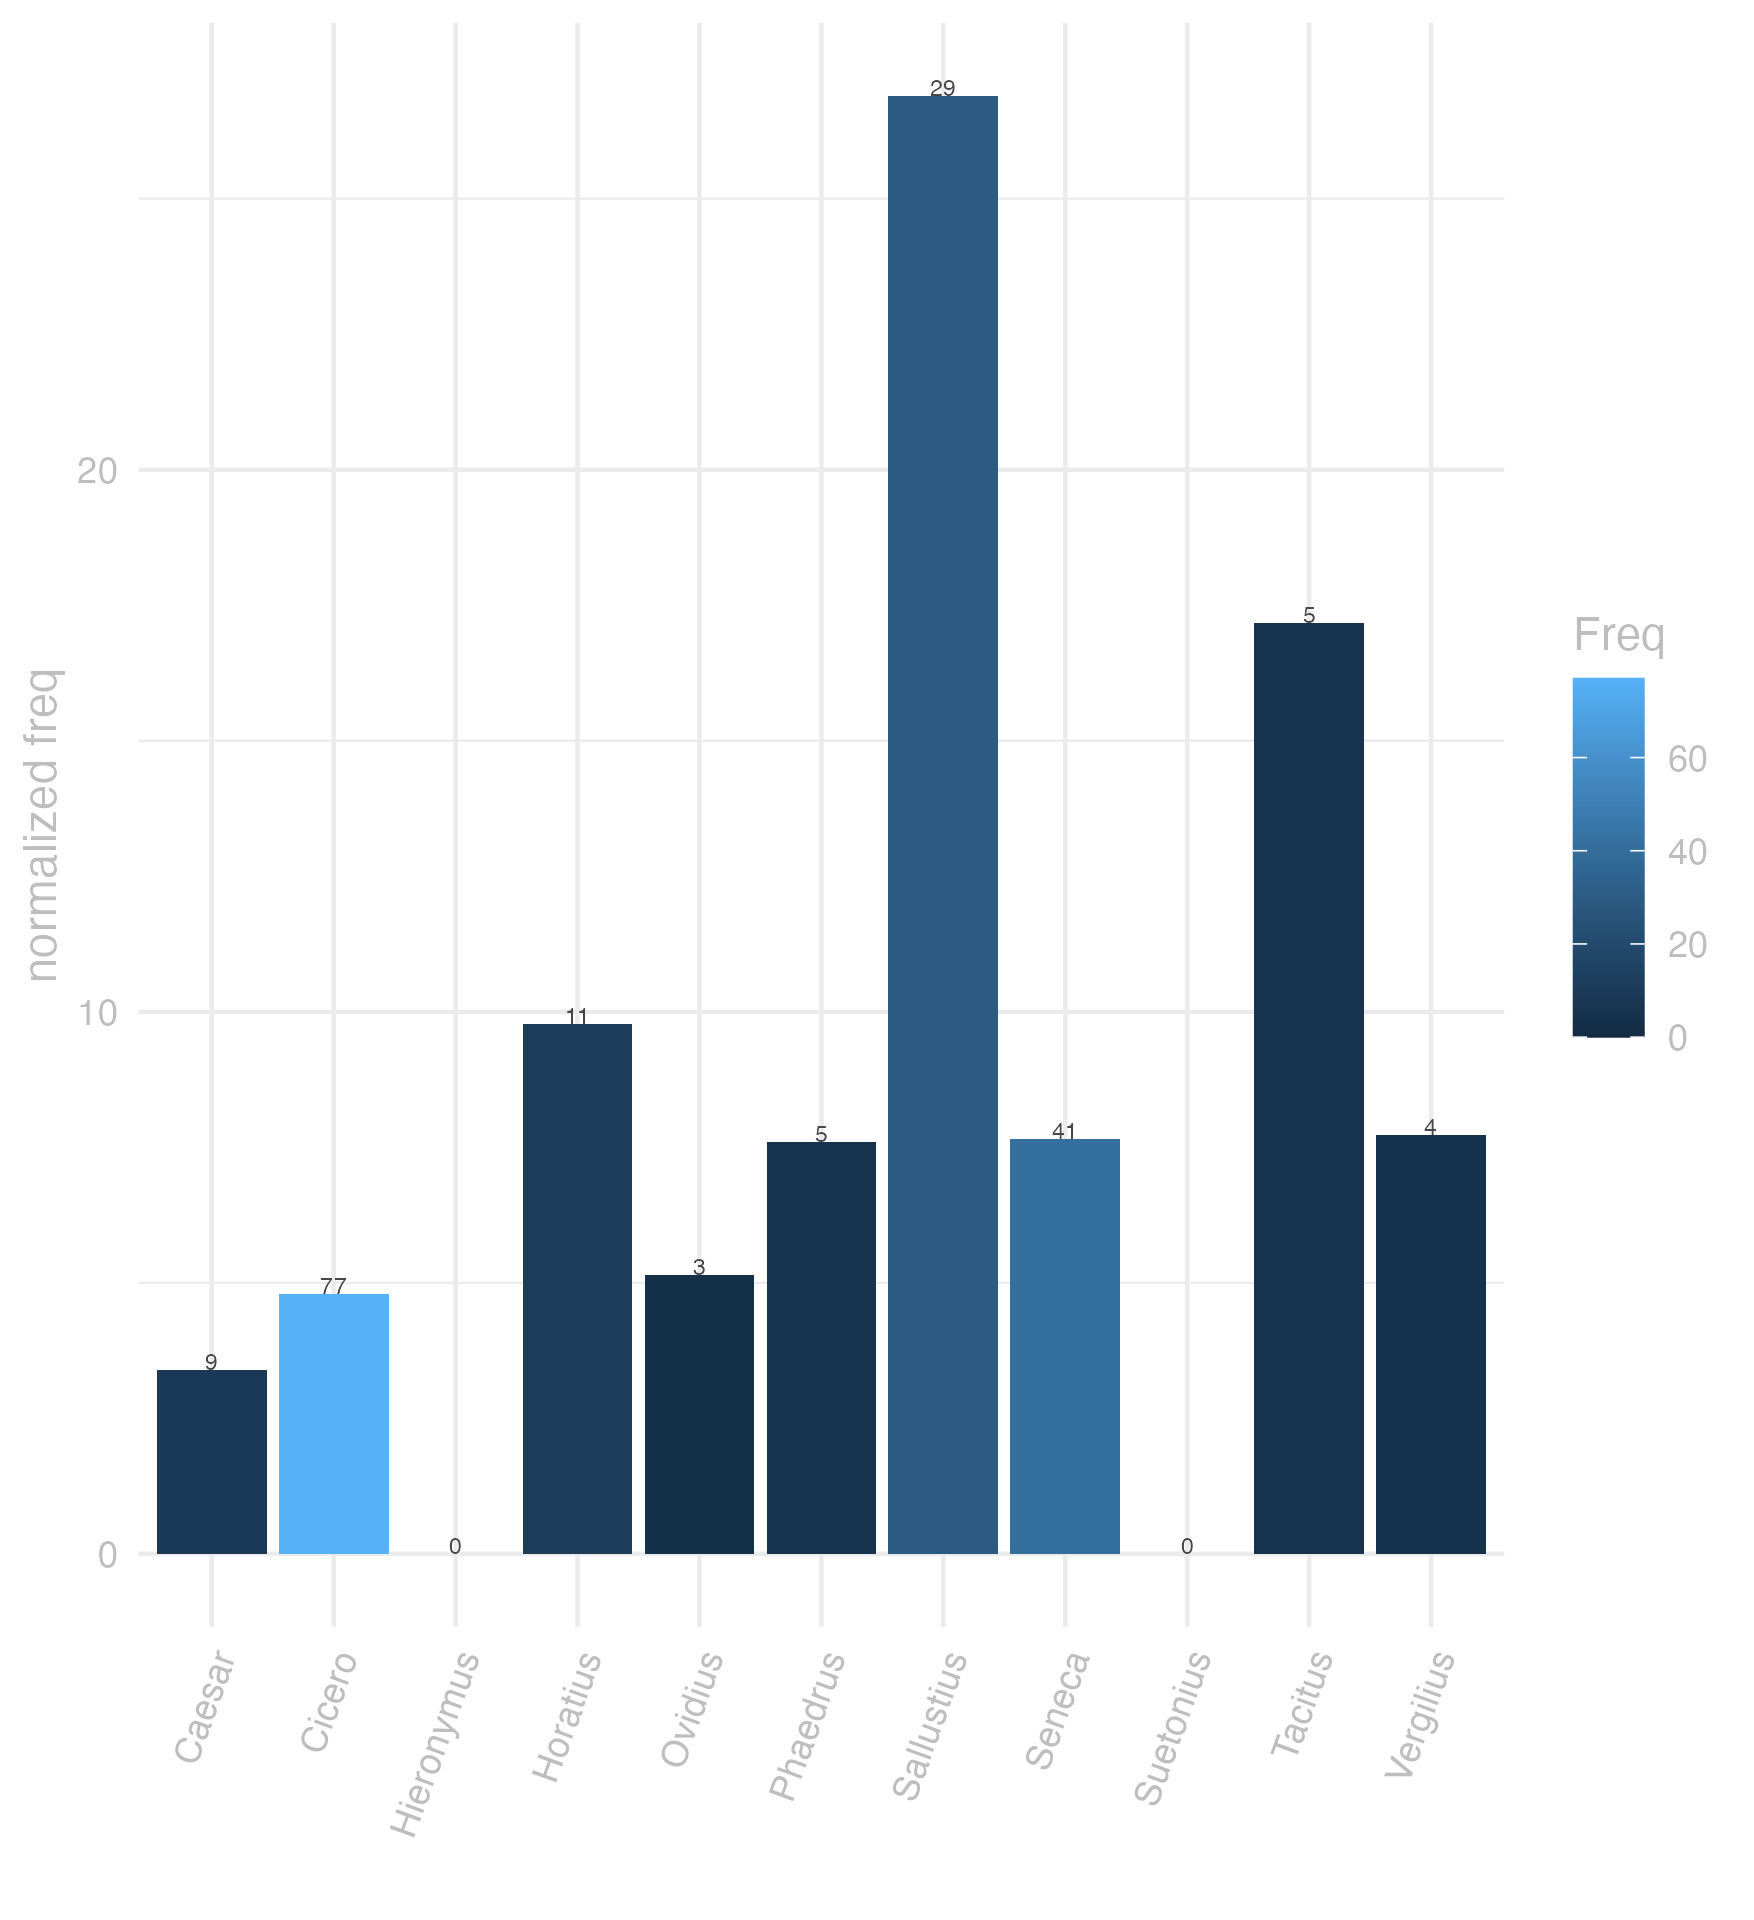 29
20
5
Freq
60
40
20
0
normalized freq
10
11
5
41
4
3
77
9
0
0
0
Caesar
Cicero
Hieronymus
Horatius
Ovidius
Phaedrus
Sallustius
Seneca
Suetonius
Tacitus
Vergilius